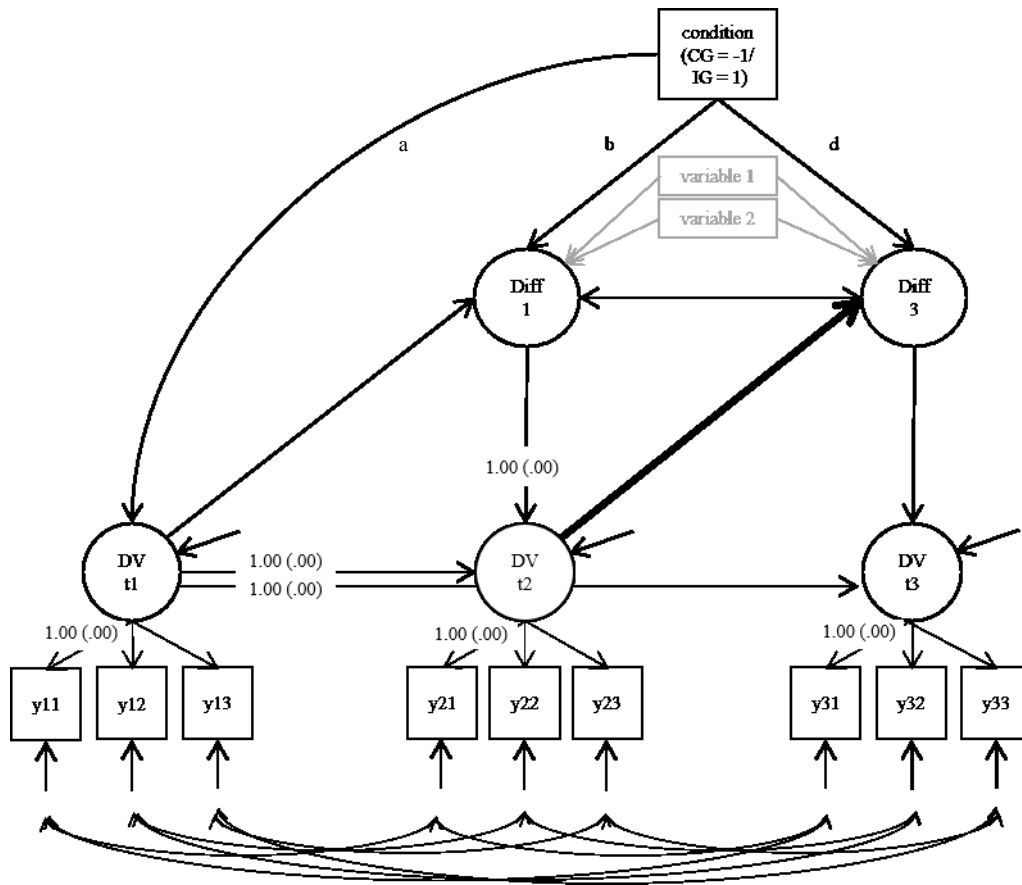 condition
(CG = -1/
IG = 1)
a
b
d
variable 1
variable 2
Diff
1
Diff
3
1.00 (.00)
DV
t1
1.00 (.00)
1.00 (.00)
DV
t2
DV
t3
1.00 (.00)
1.00 (.00)
1.00 (.00)
y11
y12
y13
y21
y22
y23
y31
y32
y33